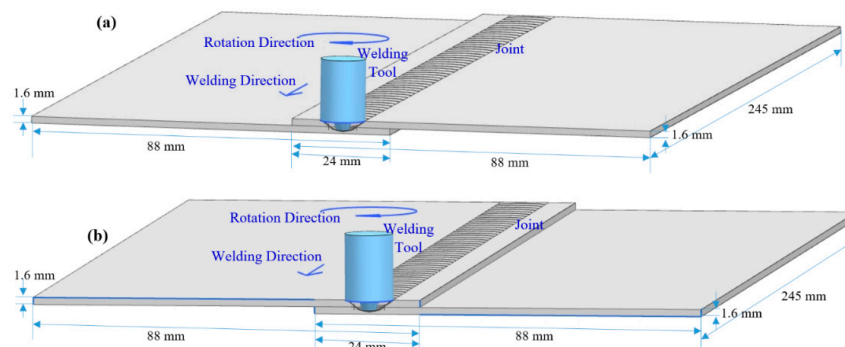 (a)
Rotation Direction
Welding
Tool
Joint
Welding Direction
1.6 mm
245 mm
1.6 mm
88 mm
24 mm
88 mm
(b)
Rotation Direction
Welding
Tool
Joint
Welding Direction
1.6 mm
245 mm
1.6 mm
88 mm
24 mm
88 mm